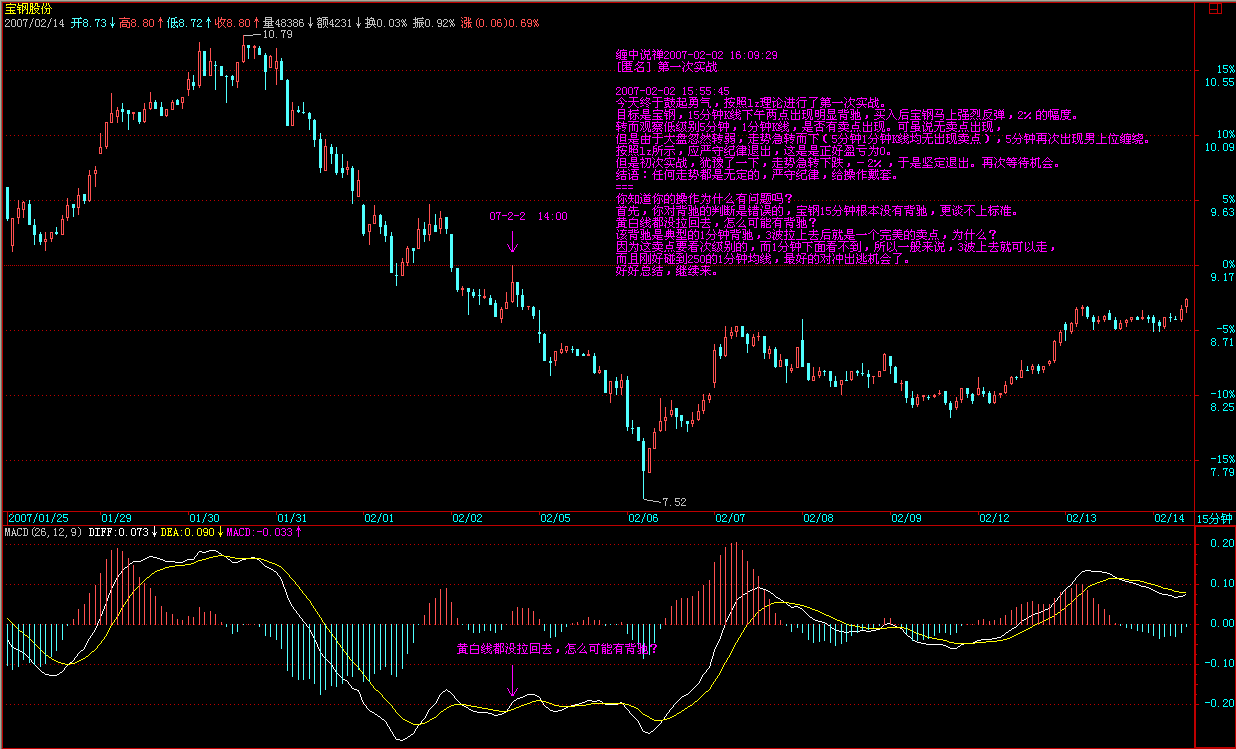 宝钢股份
2007/02/14 开8.73↓高8.80↑低8.72↑收8.80↑量48386↓额4231↓换0.03% 振0.92% 涨(0.06)0.69%
10.79
缠中说禅2007-02-02 16:09:29
[匿名] 第一次实战
2007-02-02 15:55:45
今天终于鼓起勇气，按照lz理论进行了第一次实战。
目标是宝钢，15分钟K线下午两点出现明显背驰，买入后宝钢马上强烈反弹，2%的幅度。
转而观察低级别5分钟，1分钟K线，是否有卖点出现。可虽说无卖点出现，
但是由于大盘忽然转弱，走势急转而下（5分钟1分钟K线均无出现卖点），5分钟再次出现男上位缠绕。
按照lz所示，应严守纪律退出，这是是正好盈亏为0。
但是初次实战，犹豫了一下，走势急转下跌，－2%，于是坚定退出。再次等待机会。
结语：任何走势都是无定的，严守纪律，给操作戴套。
===
你知道你的操作为什么有问题吗？
首先，你对背驰的判断是错误的，宝钢15分钟根本没有背驰，更谈不上标准。
黄白线都没拉回去，怎么可能有背驰？
该背驰是典型的1分钟背驰，3波拉上去后就是一个完美的卖点，为什么？
因为这卖点要看次级别的，而1分钟下面看不到，所以一般来说，3波上去就可以走，
而且刚好碰到250的1分钟均线，最好的对冲出逃机会了。
好好总结，继续来。
07-2-2 14:00
7.52
15%
10.55
10%
10.09
5%
9.63
0%
9.17
-5%
8.71
-10%
8.25
-15%
7.79
2007/01/25 01/29 01/30 01/31 02/01 02/02 02/05 02/06 02/07 02/08 02/09 02/12 02/13 02/14 15分钟
MACD(26,12,9) DIFF:0.073↓ DEA:0.090↓ MACD:-0.033↑
黄白线都没拉回去，怎么可能有背驰？
0.20
0.10
0.00
-0.10
-0.20